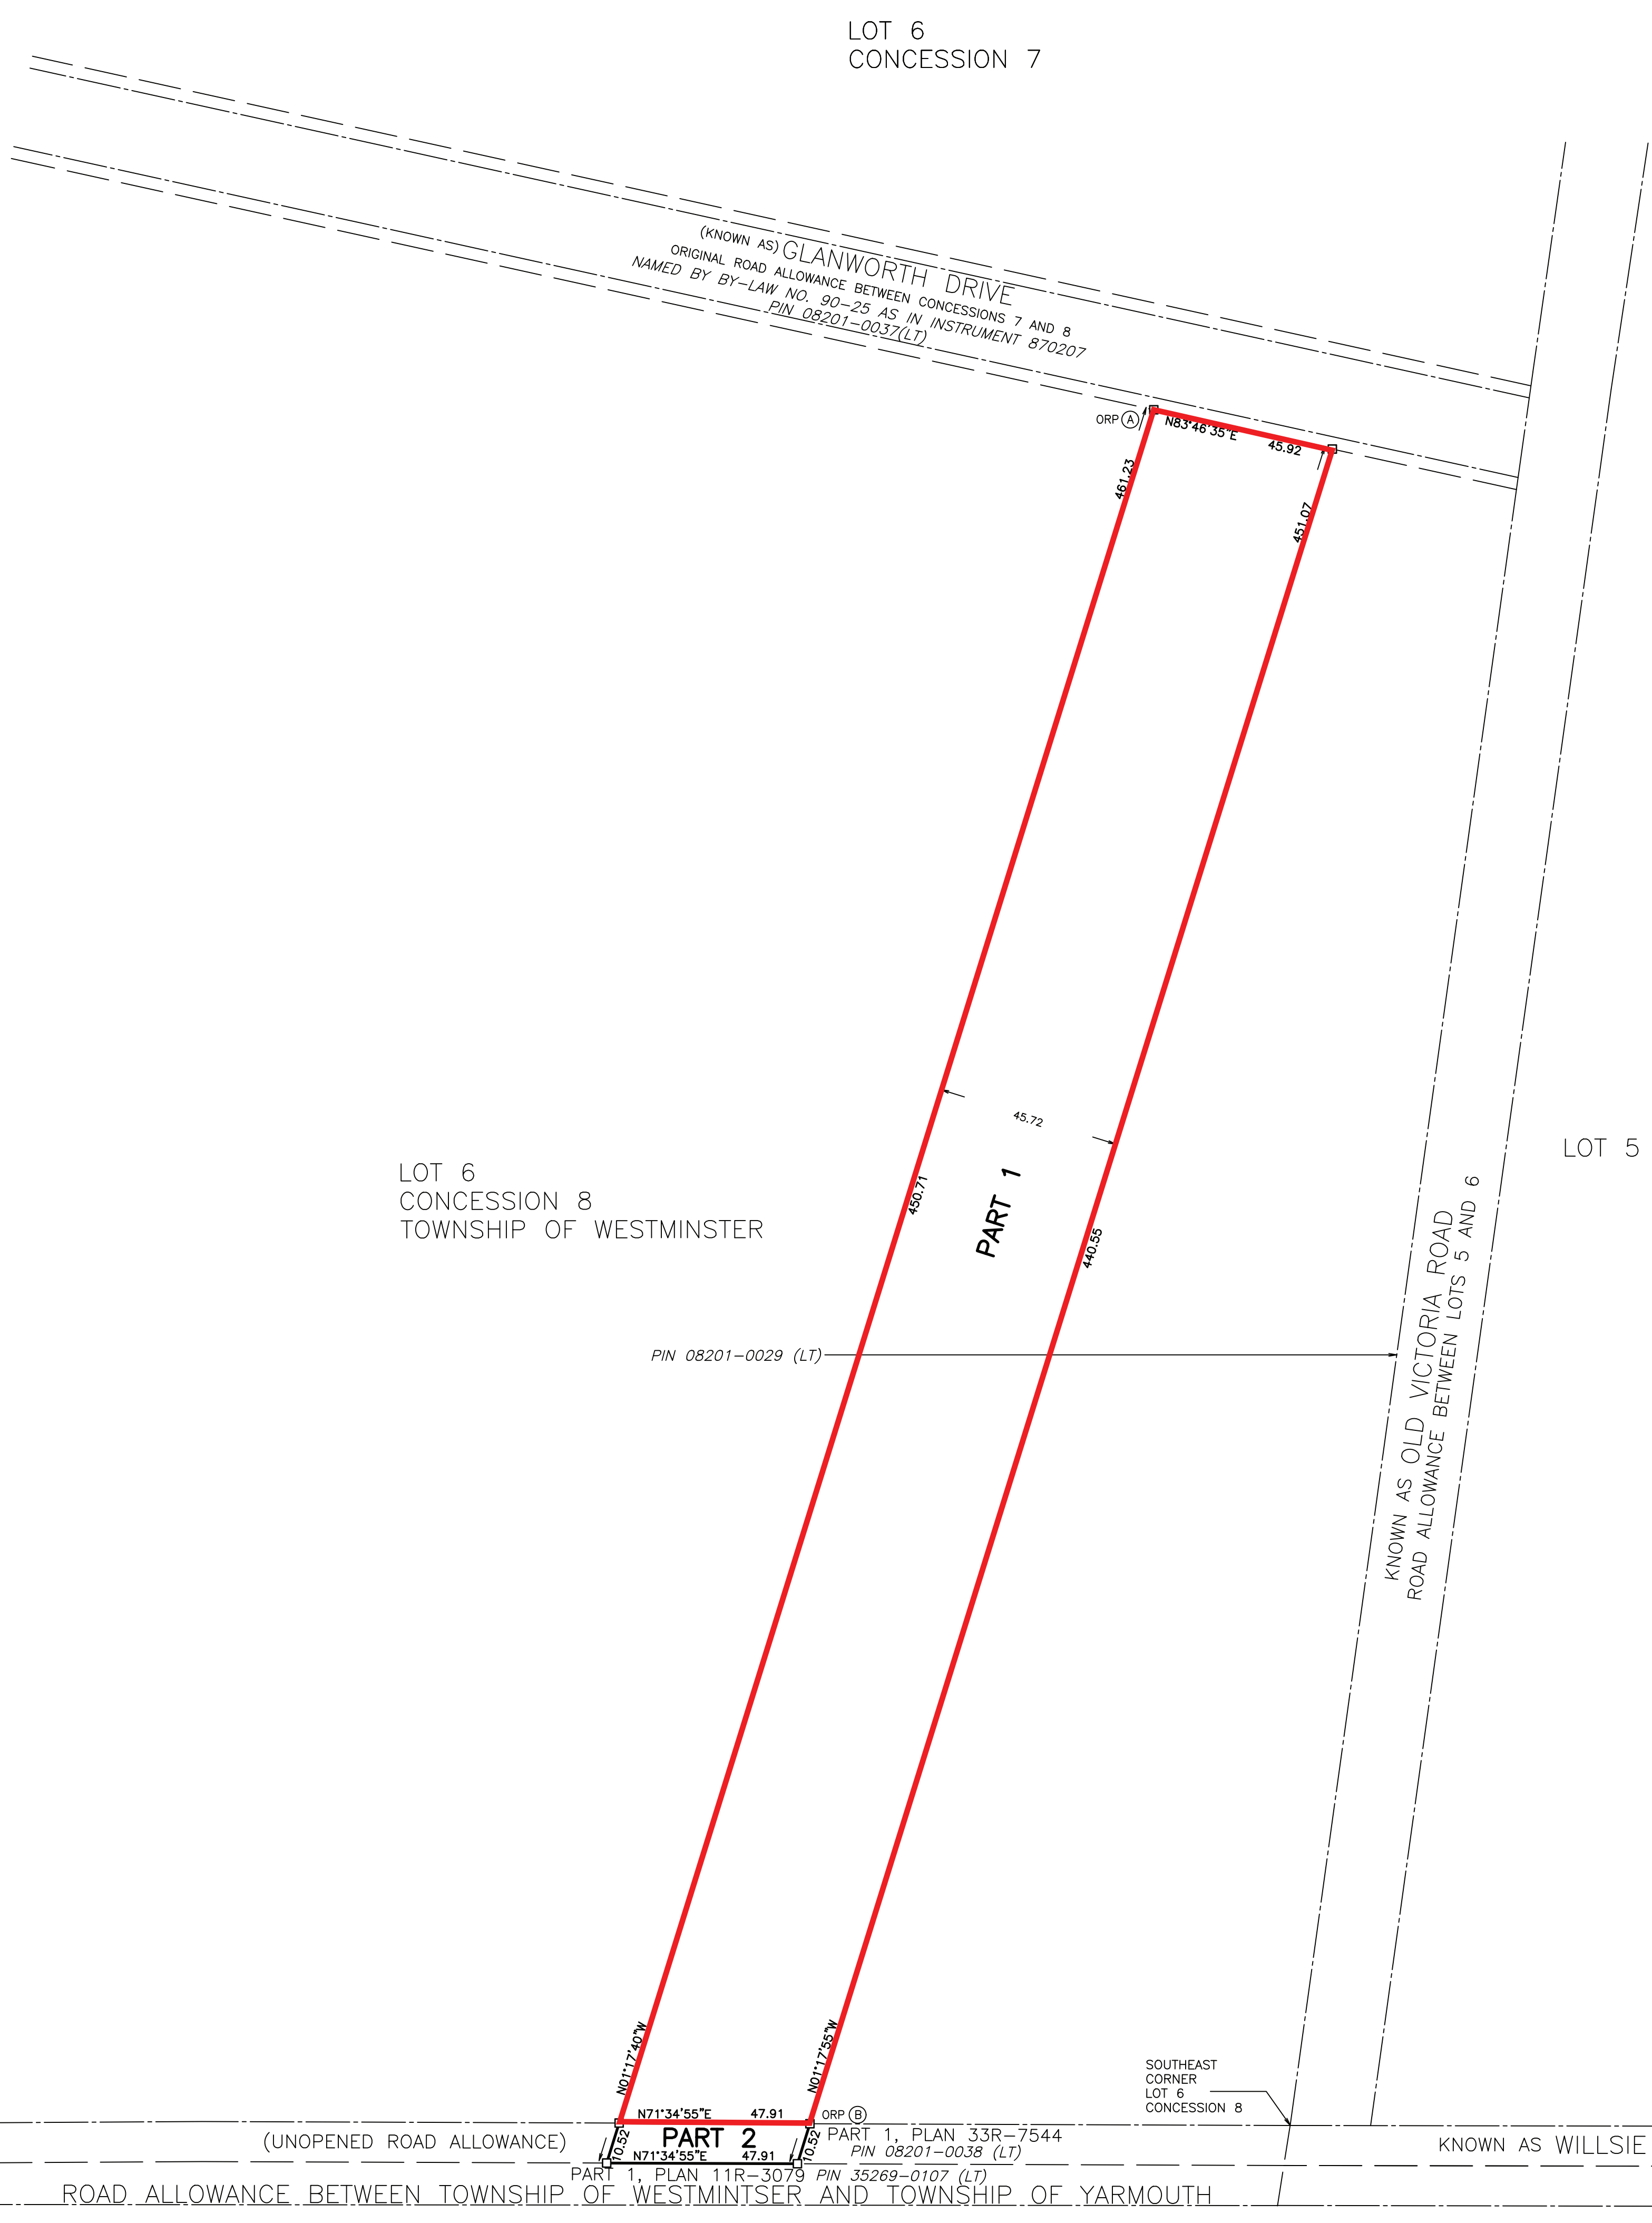 LOT 6
CONCESSION 7
(KNOWN AS) GLANWORTH DRIVE
ORIGINAL ROAD ALLOWANCE BETWEEN CONCESSIONS 7 AND 8
NAMED BY BY-LAW NO. 90-25 AS IN INSTRUMENT 870207
PIN 08201-0037(LT)
ORP A
N83°46'35"E
45.92
461.23
451.07
45.72
PART 1
LOT 5
LOT 6
CONCESSION 8
TOWNSHIP OF WESTMINSTER
450.71
440.55
PIN 08201-0029 (LT)
KNOWN AS OLD VICTORIA ROAD
ROAD ALLOWANCE BETWEEN LOTS 5 AND 6
N01°17'40"W
N01°17'55"W
SOUTHEAST
CORNER
LOT 6
CONCESSION 8
N71°34'55"E 47.91
ORP B
(UNOPENED ROAD ALLOWANCE)
10.52
PART 2
10.52
PART 1, PLAN 33R-7544
PIN 08201-0038 (LT)
KNOWN AS WILLSIE
N71°34'55"E 47.91
PART 1, PLAN 11R-3079 PIN 35269-0107 (LT)
ROAD ALLOWANCE BETWEEN TOWNSHIP OF WESTMINTSER AND TOWNSHIP OF YARMOUTH